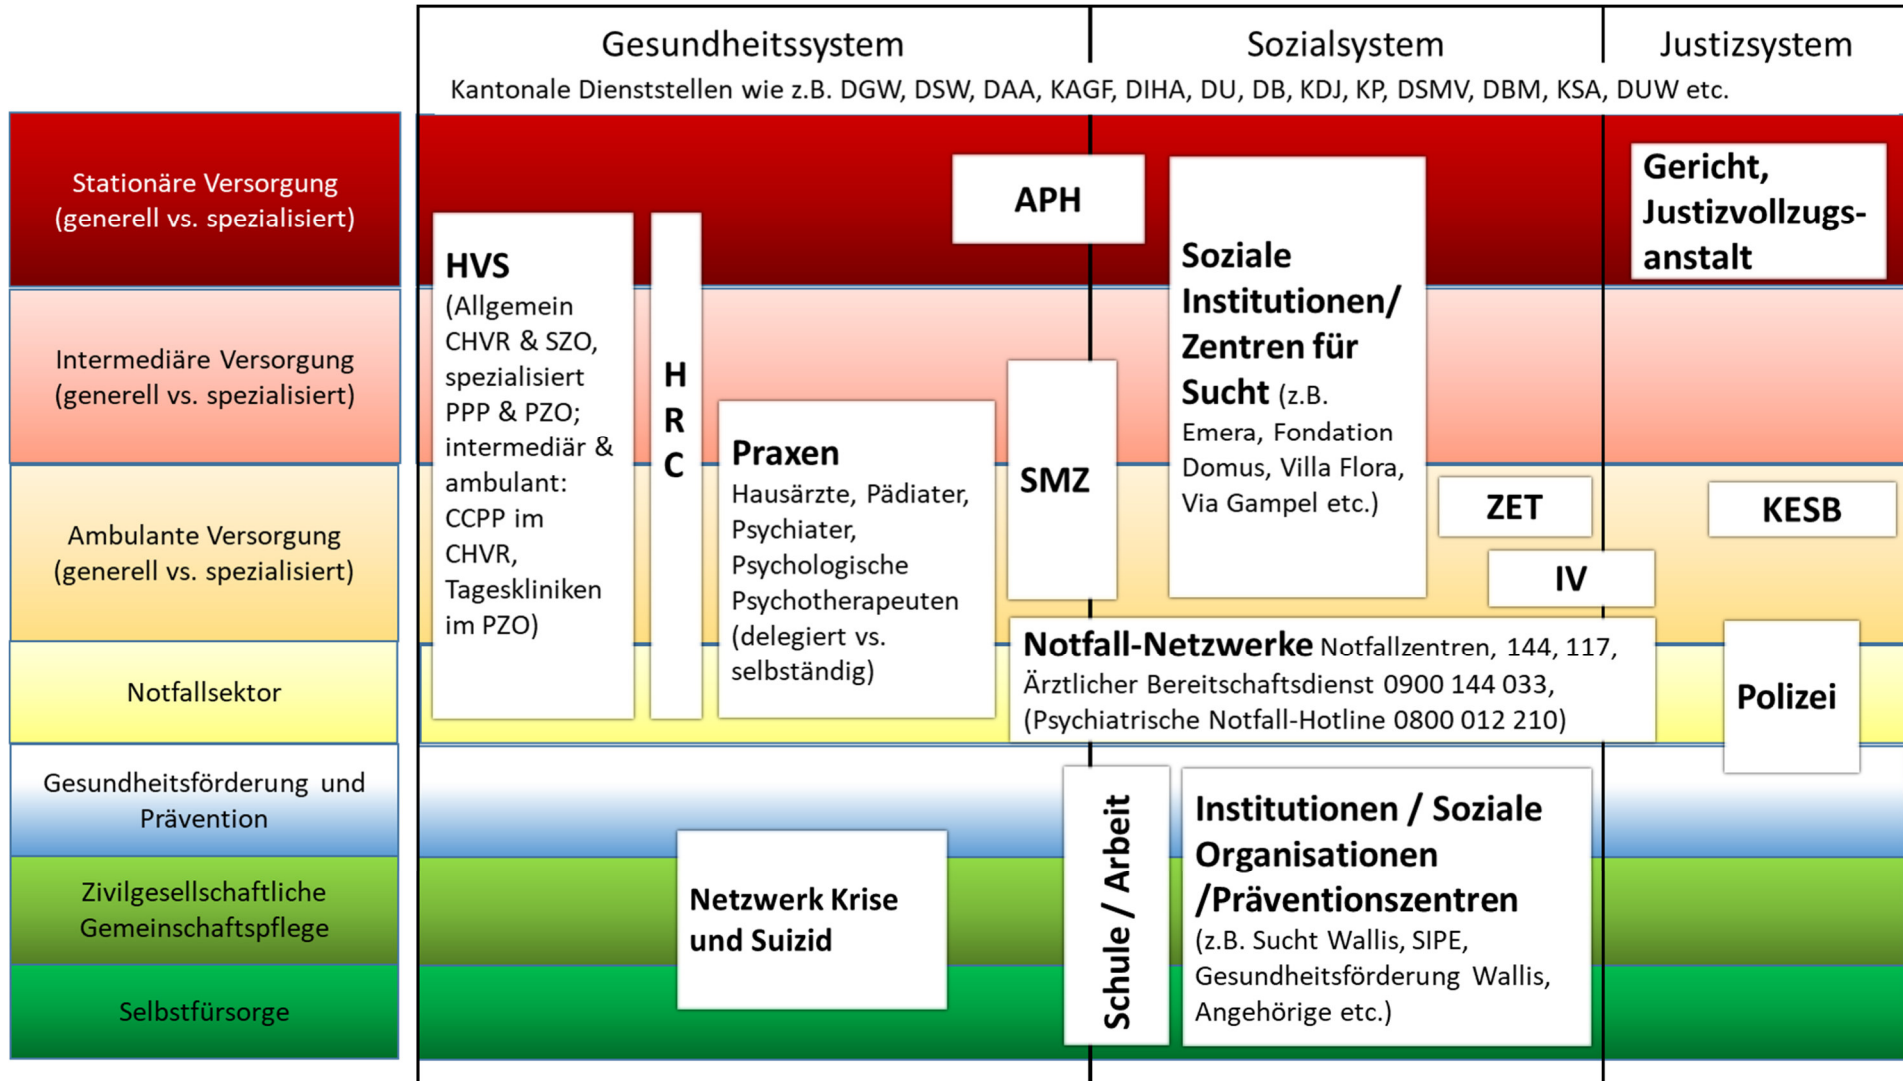 Gesundheitssystem
Sozialsystem
Justizsystem
Kantonale Dienststellen wie z.B. DGW, DSW, DAA, KAGF, DIHA, DU, DB, KDJ, KP, DSMV, DBM, KSA, DUW etc.
Stationäre Versorgung
(generell vs. spezialisiert)
Intermediäre Versorgung
(generell vs. spezialisiert)
Ambulante Versorgung
(generell vs. spezialisiert)
Notfallsektor
Gesundheitsförderung und
Prävention
Zivilgesellschaftliche
Gemeinschaftspflege
Selbstfürsorge
HVS
(Allgemein
CHVR & SZO,
spezialisiert
PPP & PZO;
intermediär &
ambulant:
CCPP im
CHVR,
Tageskliniken
im PZO)
H
R
C
Praxen
Hausärzte, Pädiater,
Psychiater,
Psychologische
Psychotherapeuten
(delegiert vs.
selbständig)
APH
SMZ
Soziale
Institutionen/
Zentren für
Sucht (z.B.
Emera, Fondation
Domus, Villa Flora,
Via Gampel etc.)
ZET
IV
Gericht,
Justizvollzugs-
anstalt
KESB
Notfall-Netzwerke Notfallzentren, 144, 117,
Ärztlicher Bereitschaftsdienst 0900 144 033,
(Psychiatrische Notfall-Hotline 0800 012 210)
Polizei
Netzwerk Krise
und Suizid
Schule / Arbeit
Institutionen / Soziale
Organisationen
/Präventionszentren
(z.B. Sucht Wallis, SIPE,
Gesundheitsförderung Wallis,
Angehörige etc.)